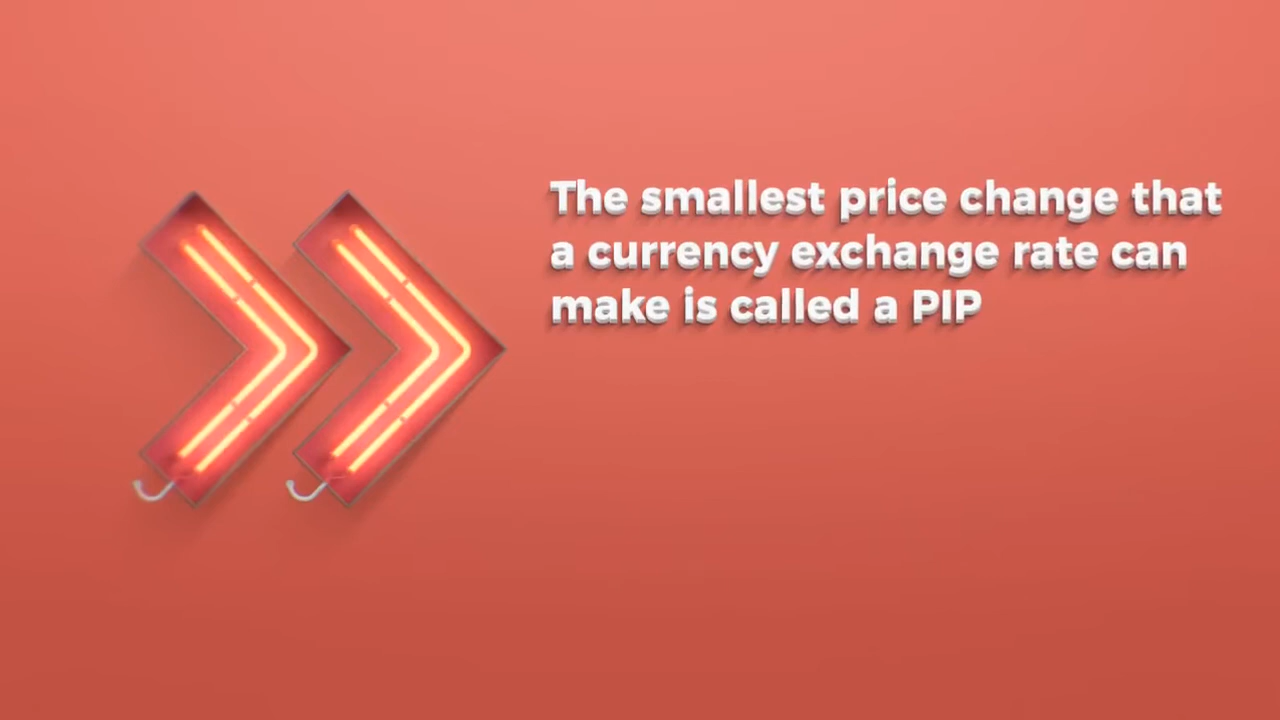 The smallest price change that
a currency exchange rate can
make is called a PIP